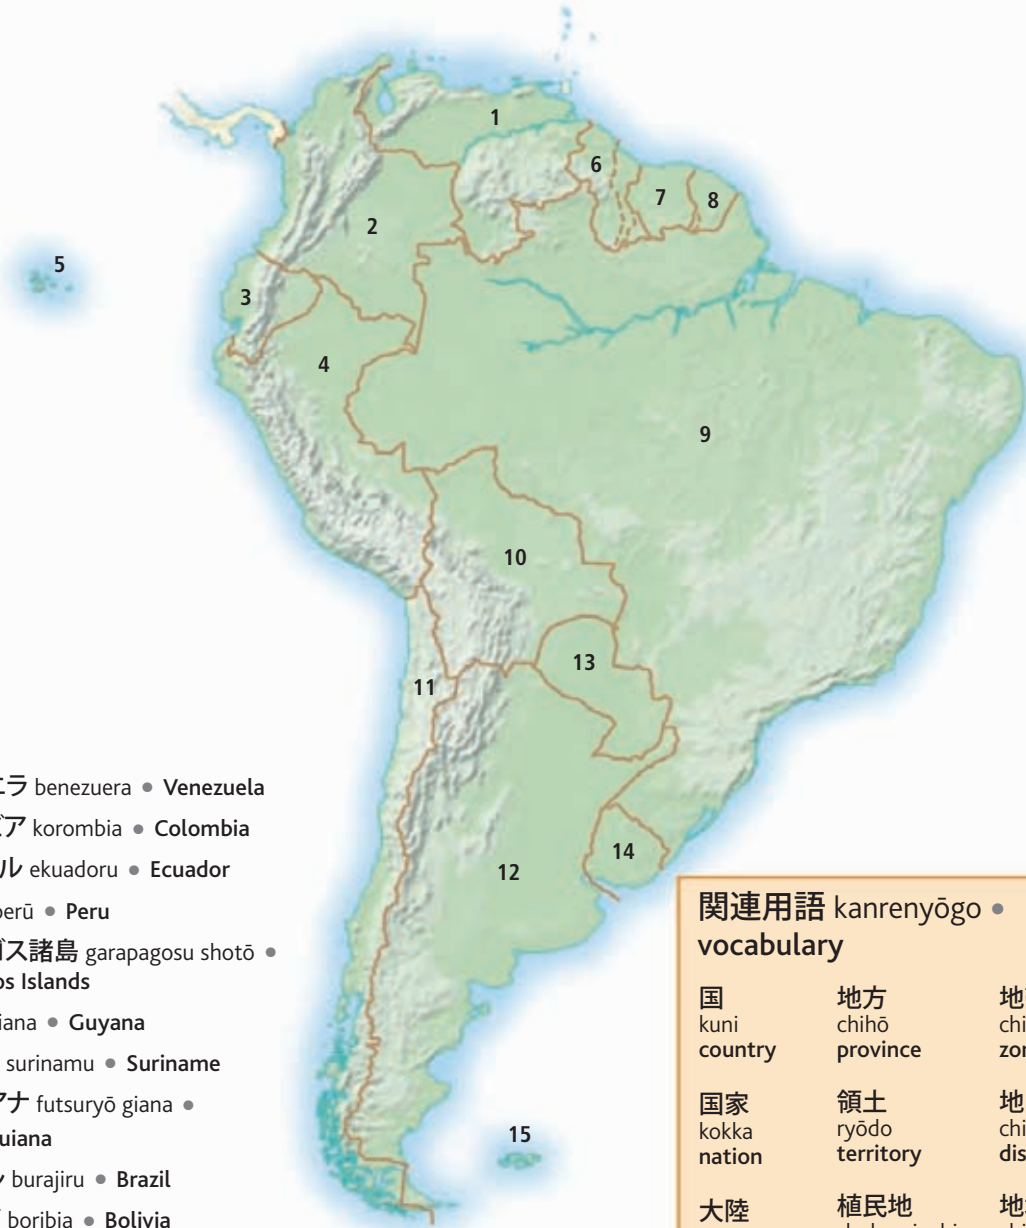 1
6
7
8
2
5
3
4
9
10
13
11
12
14
15
エラ benezuera • Venezuela
ビア korombia • Colombia
ル ekuadoru • Ecuador
perū • Peru
ゴス諸島 garapagosu shotō •
os Islands
iana • Guyana
surinamu • Suriname
アナ futsuryō giana •
uiana
burajiru • Brazil
boribia • Bolivia
関連用語 kanrenyōgo •
vocabulary
国
kuni
country
地方
chihō
province
地
chi
zon
国家
kokka
nation
領土
ryōdo
territory
地
chi
dis
大陸
植民地
地